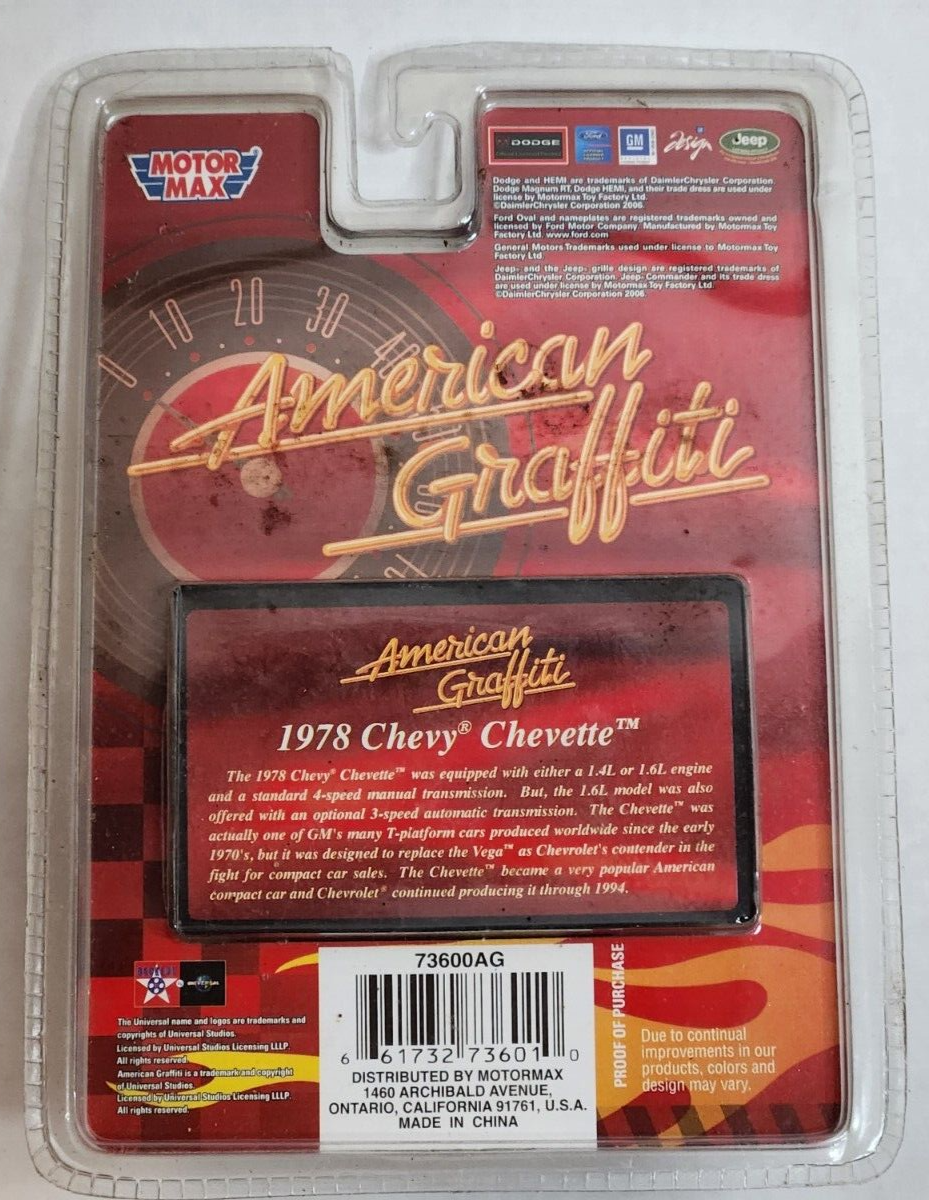 MOTOR
MAX
DODGE
Ford
GM
Design
Jeep
Dodge and HEMI are trademarks of DaimlerChrysler Corporation.
Dodge Magnum RT, Dodge HEMI, and their trade dress are used under
license by Motormax Toy Factory Ltd.
©DaimlerChrysler Corporation 2006.
Ford Oval and nameplates are registered trademarks owned and
licensed by Ford Motor Company. Manufactured by Motormax Toy
Factory Ltd. www.ford.com
General Motors Trademarks used under license to Motormax Toy
Factory Ltd.
Jeep® and the Jeep® grille design are registered trademarks of
DaimlerChrysler Corporation. Jeep® Commander and its trade dress
are used under license by Motormax Toy Factory Ltd.
©DaimlerChrysler Corporation 2006.
0 10 20 30 40
American
Graffiti
American
Graffiti
1978 Chevy® Chevette™
The 1978 Chevy® Chevette™ was equipped with either a 1.4L or 1.6L engine
and a standard 4-speed manual transmission. But, the 1.6L model was also
offered with an optional 3-speed automatic transmission. The Chevette™ was
actually one of GM's many T-platform cars produced worldwide since the early
1970's, but it was designed to replace the Vega™ as Chevrolet's contender in the
fight for compact car sales. The Chevette™ became a very popular American
compact car and Chevrolet® continued producing it through 1994.
UNIVERSAL
The Universal name and logos are trademarks and
copyrights of Universal Studios.
Licensed by Universal Studios Licensing LLLP.
All rights reserved.
American Graffiti is a trademark and copyright
of Universal Studios.
Licensed by Universal Studios Licensing LLLP.
All rights reserved.
73600AG
6 61732 73601 0
DISTRIBUTED BY MOTORMAX
1460 ARCHIBALD AVENUE,
ONTARIO, CALIFORNIA 91761, U.S.A.
MADE IN CHINA
PROOF OF PURCHASE
Due to continual
improvements in our
products, colors and
design may vary.